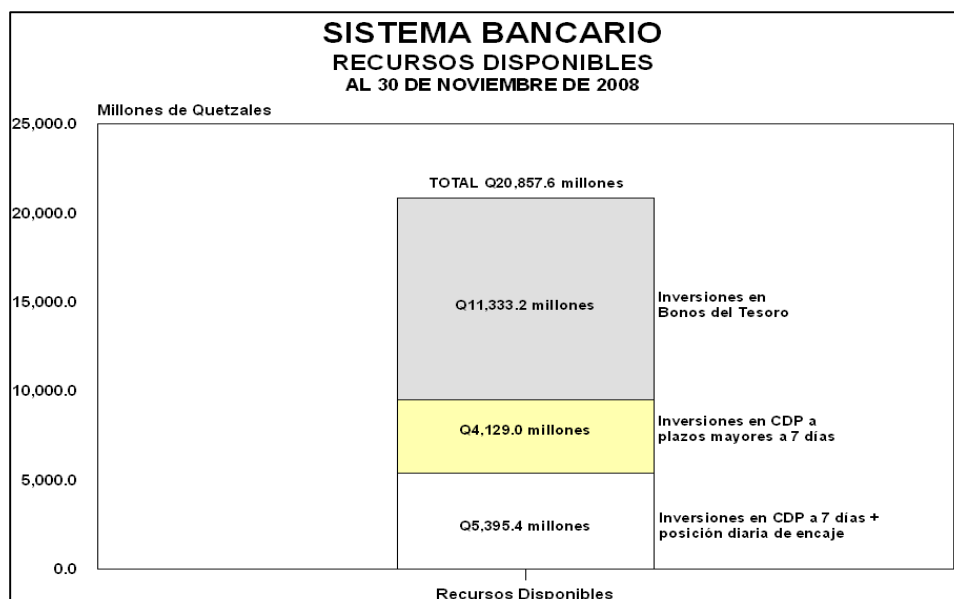 SISTEMA BANCARIO
RECURSOS DISPONIBLES
AL 30 DE NOVIEMBRE DE 2008
Millones de Quetzales
25,000.0
TOTAL Q20,857.6 millones
20,000.0
15,000.0
Q11,333.2 millones
Inversiones en
Bonos del Tesoro
10,000.0
Q4,129.0 millones
Inversiones en CDP a
plazos mayores a 7 días
5,000.0
Q5,395.4 millones
Inversiones en CDP a 7 días +
posición diaria de encaje
0.0
Recursos Disponibles